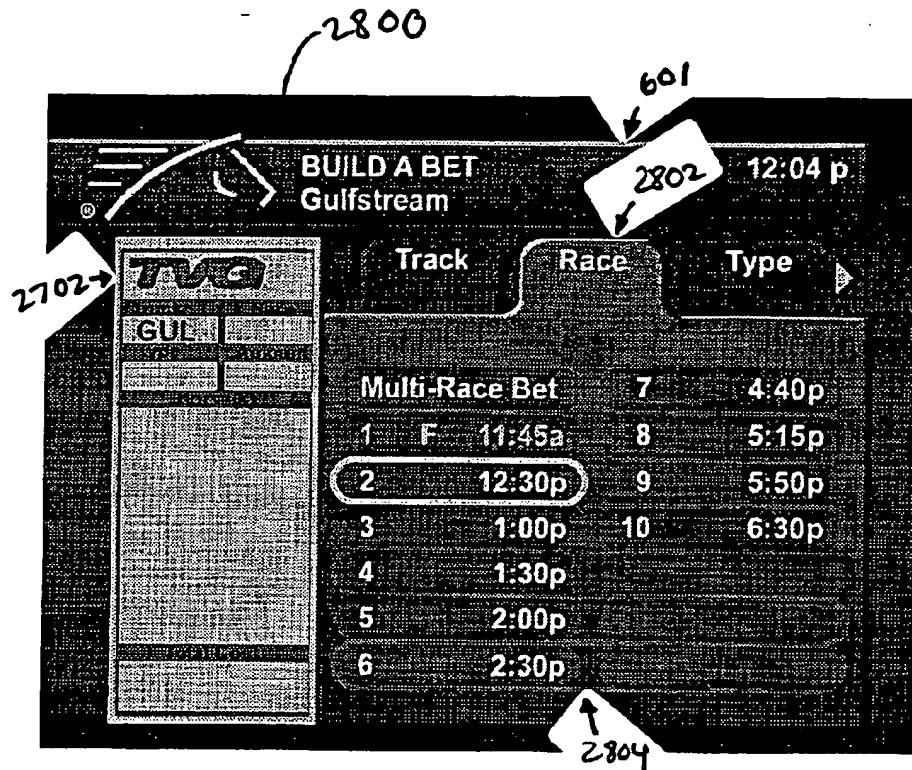 2800
601
BUILD A BET
Gulfstream
2802
12:04 p
®
2702
TVG
Track
Race
Type
GUL
Multi-Race Bet 7 4:40p
1 F 11:45a 8 5:15p
2 12:30p 9 5:50p
3 1:00p 10 6:30p
4 1:30p
5 2:00p
6 2:30p
2804